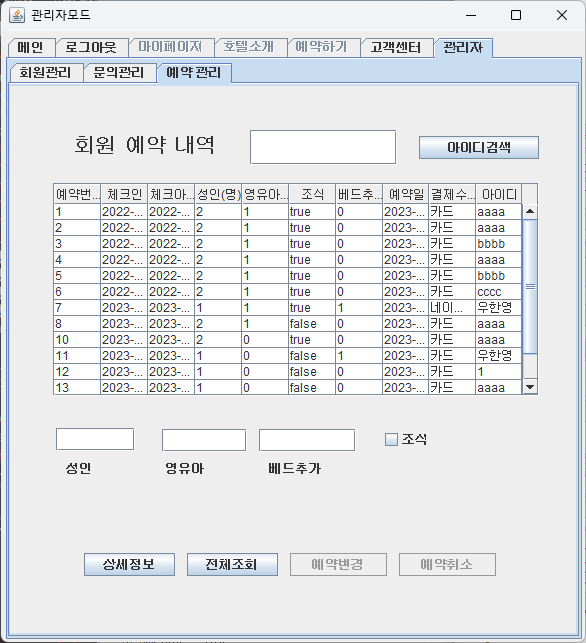 관리자모드
메인 로그아웃 마이페이지 호텔소개 예약하기 고객센터 관리자
회원관리 문의관리 예약관리
회원 예약 내역 아이디검색
예약번... 체크인 체크아... 성인(명) 영유아... 조식 베드추... 예약일 결제수... 아이디
1 2022-... 2022-... 2 1 true 0 2023-... 카드 aaaa
2 2022-... 2022-... 2 1 true 0 2023-... 카드 aaaa
3 2022-... 2022-... 2 1 true 0 2023-... 카드 bbbb
4 2022-... 2022-... 2 1 true 0 2023-... 카드 aaaa
5 2022-... 2022-... 2 1 true 0 2023-... 카드 bbbb
6 2022-... 2022-... 2 1 true 0 2023-... 카드 cccc
7 2023-... 2023-... 1 1 true 1 2023-... 네이... 우한영
8 2023-... 2023-... 2 1 false 0 2023-... 카드 aaaa
10 2023-... 2023-... 2 0 true 0 2023-... 카드 aaaa
11 2023-... 2023-... 1 0 false 1 2023-... 카드 우한영
12 2023-... 2023-... 1 0 false 0 2023-... 카드 1
13 2023-... 2023-... 1 0 false 0 2023-... 카드 aaaa
조식
성인 영유아 베드추가
상세정보 전체조회 예약변경 예약취소